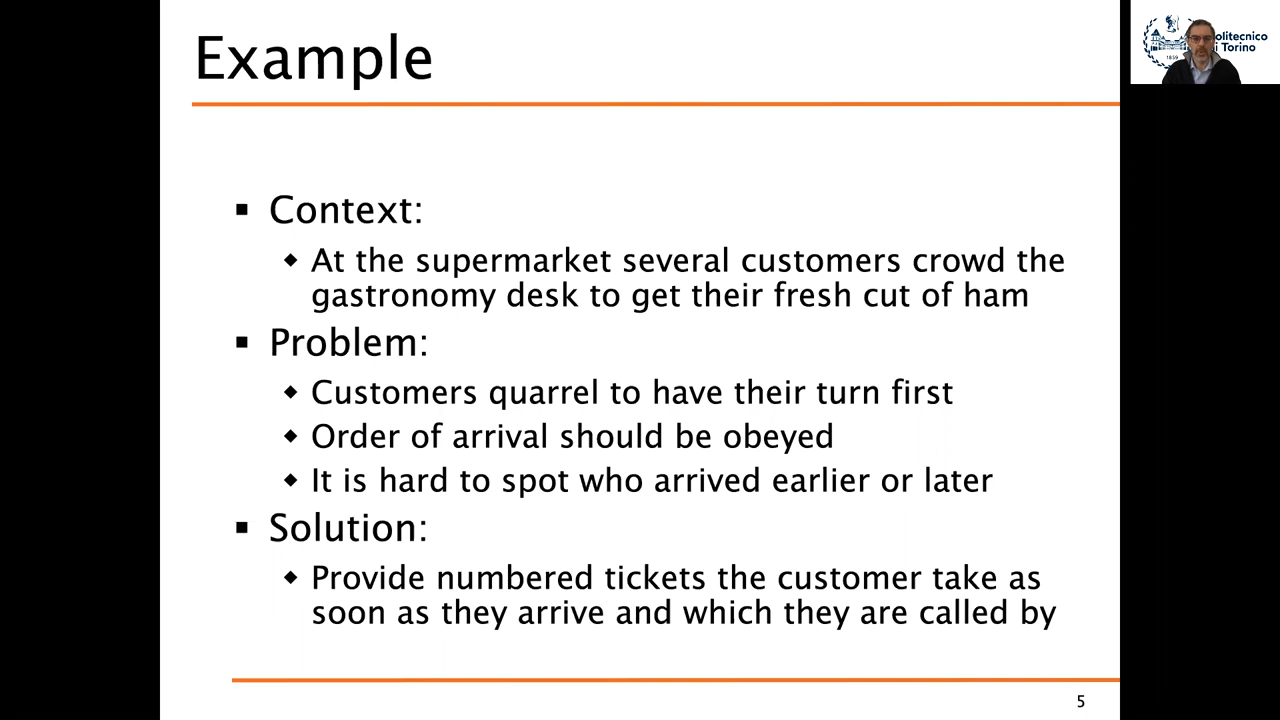 Example
Context:
At the supermarket several customers crowd the
gastronomy desk to get their fresh cut of ham
Problem:
Customers quarrel to have their turn first
Order of arrival should be obeyed
It is hard to spot who arrived earlier or later
Solution:
Provide numbered tickets the customer take as
soon as they arrive and which they are called by
5
olitecnico
i Torino
1859